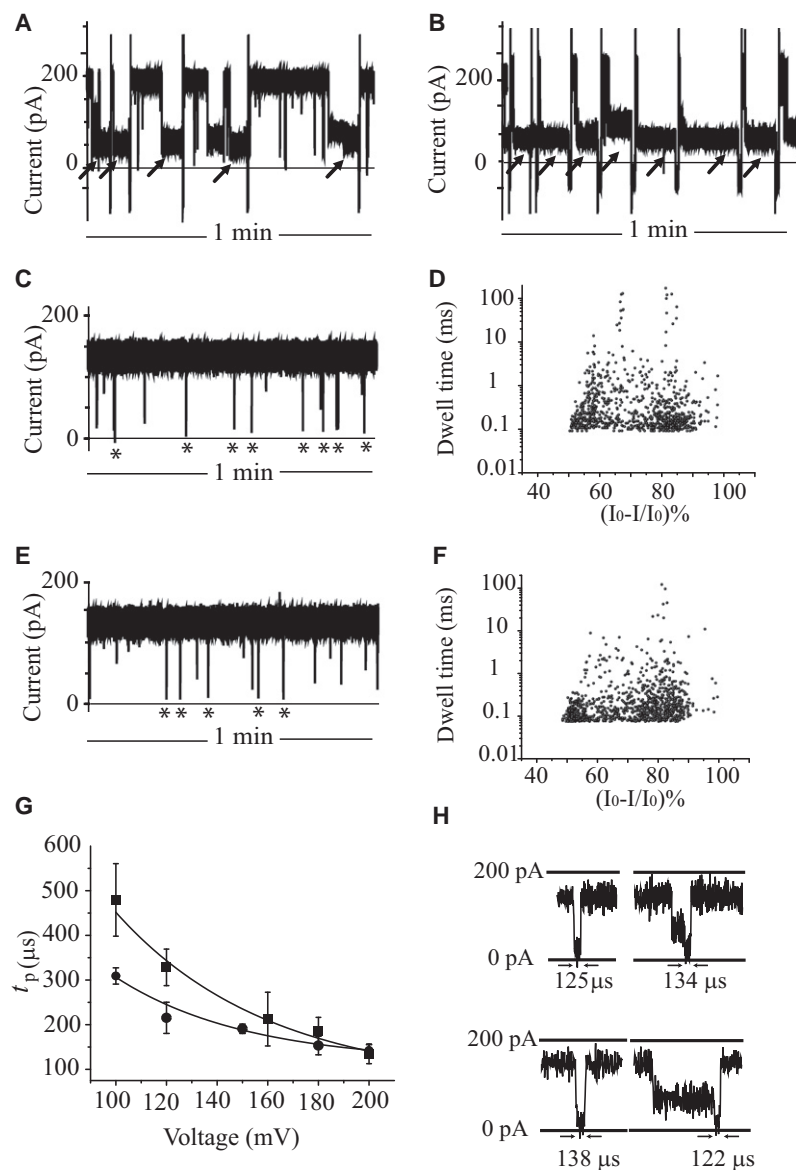 A
Current (pA)
200
0
1 min
B
Current (pA)
200
0
1 min
C
Current (pA)
200
0
* * * * * * * *
1 min
D
Dwell time (ms)
100
10
1
0.1
0.01
40 60 80 100
(I0-I/I0)%
E
Current (pA)
200
0
* * * * *
1 min
F
Dwell time (ms)
100
10
1
0.1
0.01
40 60 80 100
(I0-I/I0)%
G
tp (µs)
500
400
300
200
100
100 120 140 160 180 200
Voltage (mV)
H
200 pA
0 pA
125 µs 134 µs
200 pA
0 pA
138 µs 122 µs